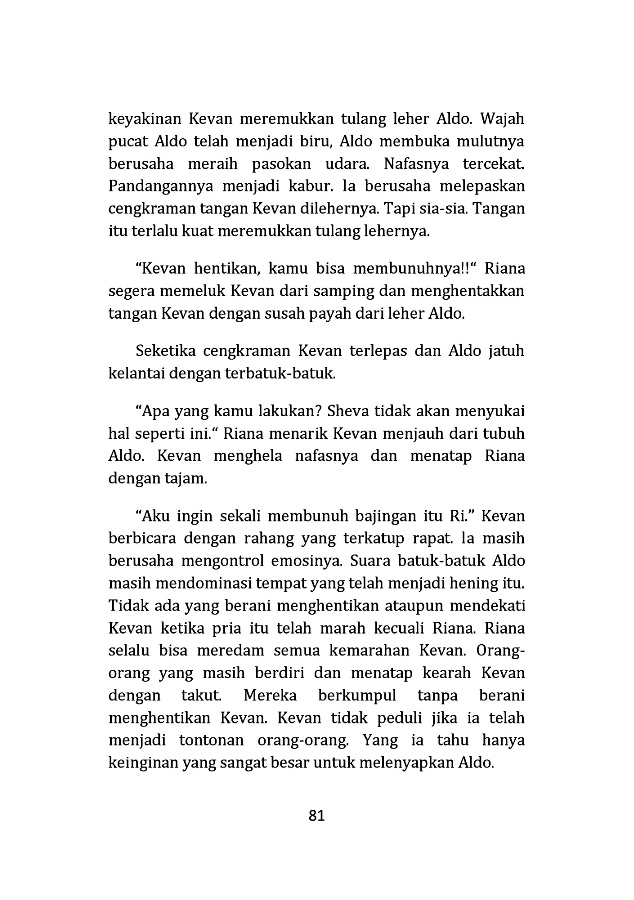 keyakinan Kevan meremukkan tulang leher Aldo. Wajah
pucat Aldo telah menjadi biru, Aldo membuka mulutnya
berusaha meraih pasokan udara. Nafasnya tercekat.
Pandangannya menjadi kabur. Ia berusaha melepaskan
cengkraman tangan Kevan dilehernya. Tapi sia-sia. Tangan
itu terlalu kuat meremukkan tulang lehernya.
“Kevan hentikan, kamu bisa membunuhnya!!“ Riana
segera memeluk Kevan dari samping dan menghentakkan
tangan Kevan dengan susah payah dari leher Aldo.
Seketika cengkraman Kevan terlepas dan Aldo jatuh
kelantai dengan terbatuk-batuk.
“Apa yang kamu lakukan? Sheva tidak akan menyukai
hal seperti ini.“ Riana menarik Kevan menjauh dari tubuh
Aldo. Kevan menghela nafasnya dan menatap Riana
dengan tajam.
“Aku ingin sekali membunuh bajingan itu Ri.” Kevan
berbicara dengan rahang yang terkatup rapat. Ia masih
berusaha mengontrol emosinya. Suara batuk-batuk Aldo
masih mendominasi tempat yang telah menjadi hening itu.
Tidak ada yang berani menghentikan ataupun mendekati
Kevan ketika pria itu telah marah kecuali Riana. Riana
selalu bisa meredam semua kemarahan Kevan. Orang-
orang yang masih berdiri dan menatap kearah Kevan
dengan takut. Mereka berkumpul tanpa berani
menghentikan Kevan. Kevan tidak peduli jika ia telah
menjadi tontonan orang-orang. Yang ia tahu hanya
keinginan yang sangat besar untuk melenyapkan Aldo.
81